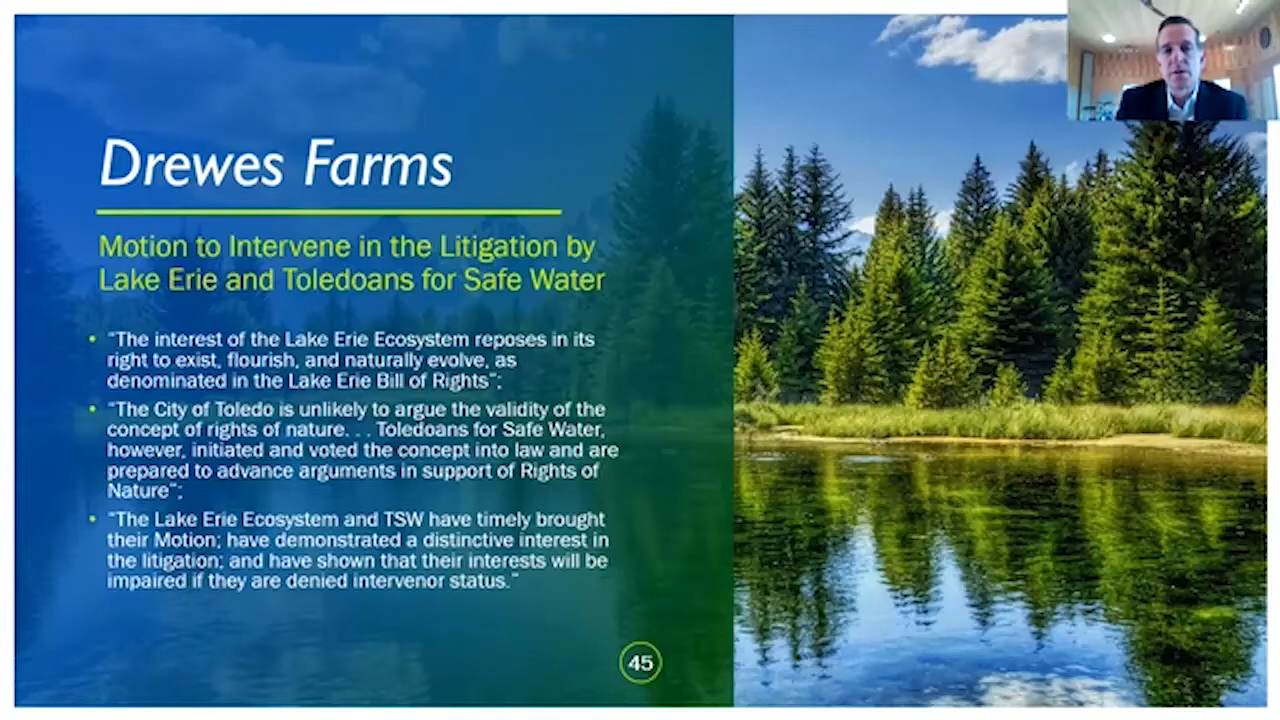 Drewes Farms
Motion to Intervene in the Litigation by
Lake Erie and Toledoans for Safe Water
• “The interest of the Lake Erie Ecosystem reposes in its
right to exist, flourish, and naturally evolve, as
denominated in the Lake Erie Bill of Rights”;
• “The City of Toledo is unlikely to argue the validity of the
concept of rights of nature. . . Toledoans for Safe Water,
however, initiated and voted the concept into law and are
prepared to advance arguments in support of Rights of
Nature”;
• “The Lake Erie Ecosystem and TSW have timely brought
their Motion; have demonstrated a distinctive interest in
the litigation; and have shown that their interests will be
impaired if they are denied intervenor status.”
45